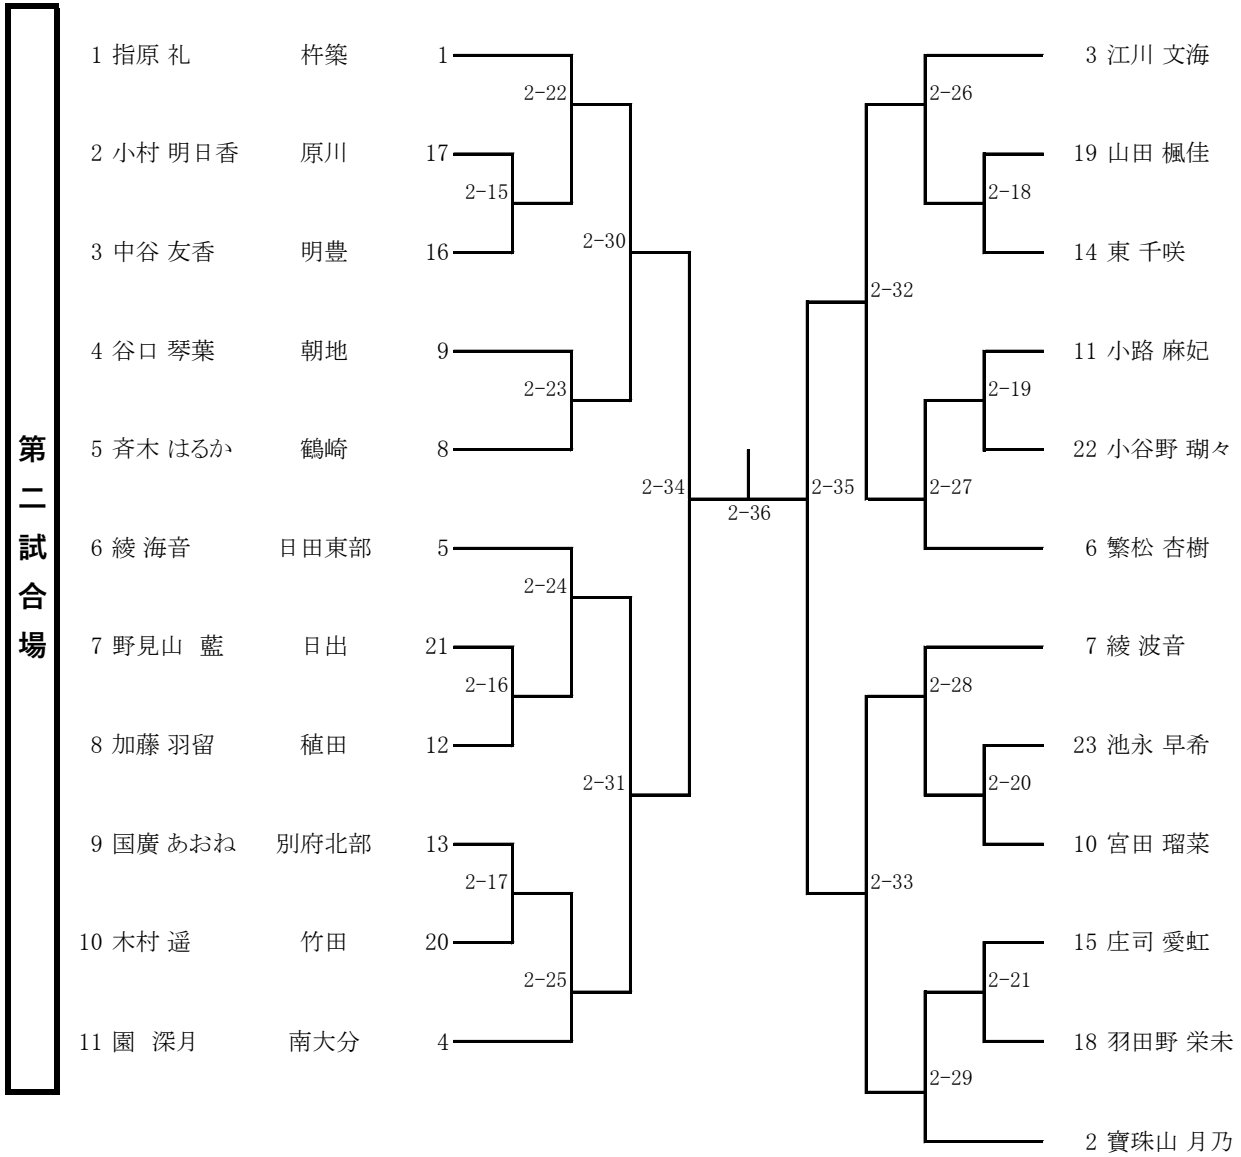 第二試合場
1 指原 礼 杵築 1
2-22
2 小村 明日香 原川 17
2-15
3 中谷 友香 明豊 16
2-30
4 谷口 琴葉 朝地 9
2-23
5 斉木 はるか 鶴崎 8
2-34
6 綾 海音 日田東部 5
2-24
7 野見山 藍 日出 21
2-16
8 加藤 羽留 稙田 12
2-31
9 国廣 あおね 別府北部 13
2-17
10 木村 遥 竹田 20
2-25
11 園 深月 南大分 4
2-36
3 江川 文海
2-26
19 山田 楓佳
2-18
14 東 千咲
2-32
11 小路 麻妃
2-19
22 小谷野 瑚々
2-35
2-27
6 繁松 杏樹
7 綾 波音
2-28
23 池永 早希
2-20
10 宮田 瑠菜
2-33
15 庄司 愛虹
2-21
18 羽田野 栄未
2-29
2 寶珠山 月乃